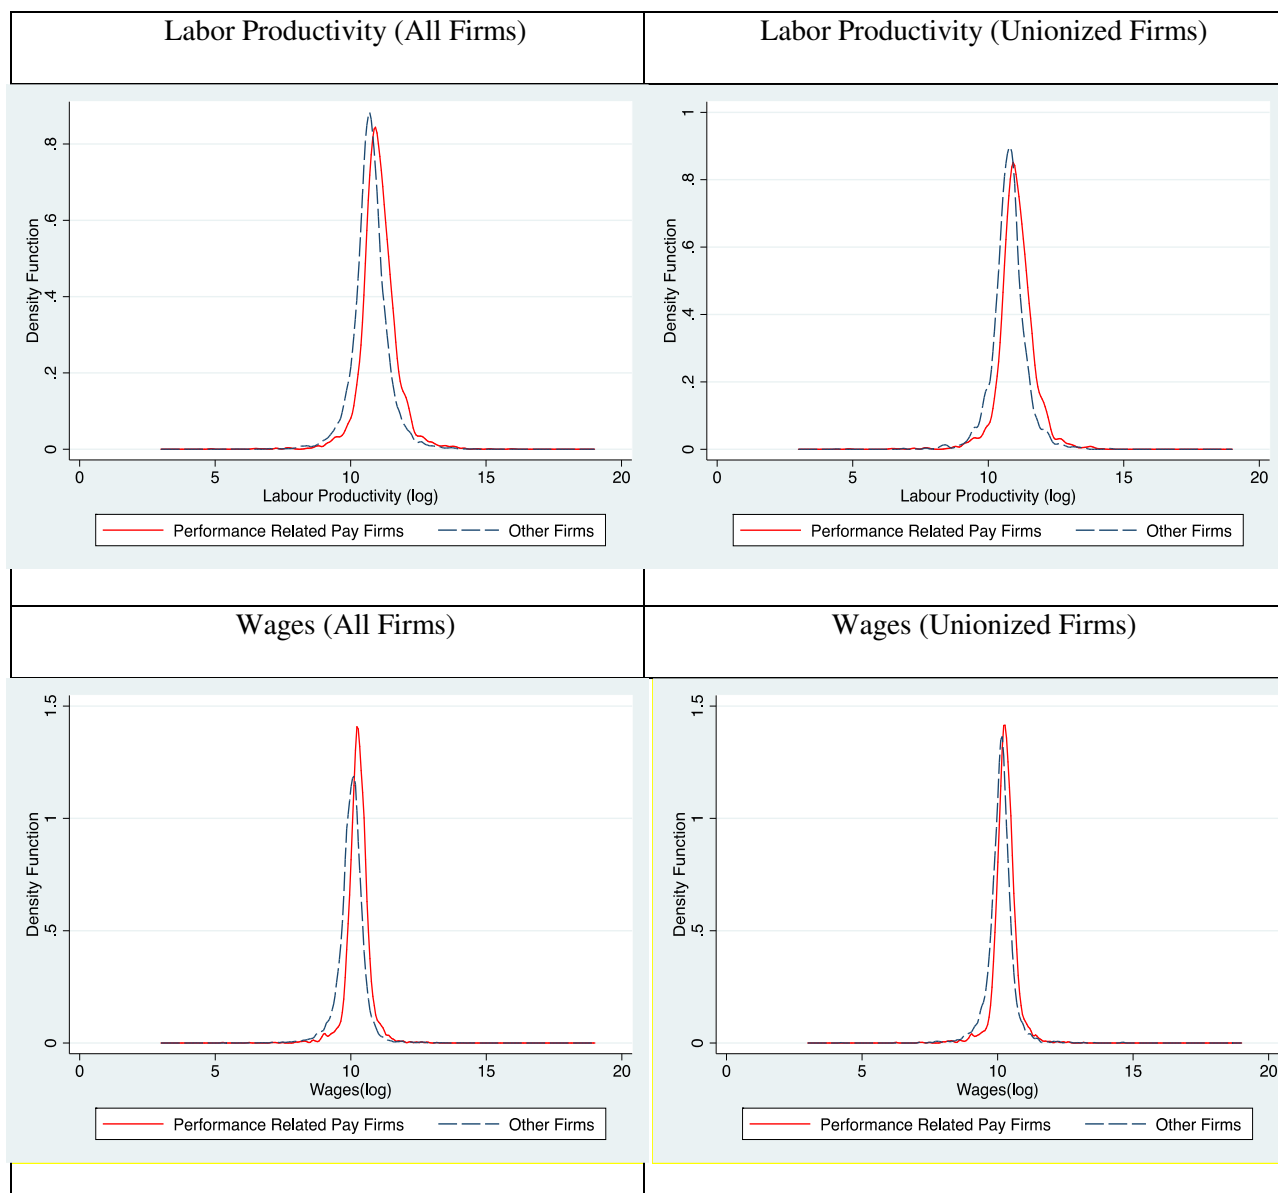 Labor Productivity (All Firms)
Labor Productivity (Unionized Firms)
Density Function
.8
.6
.4
.2
0
0 5 10 15 20
Labour Productivity (log)
Performance Related Pay Firms Other Firms
Density Function
1
.8
.6
.4
.2
0
0 5 10 15 20
Labour Productivity (log)
Performance Related Pay Firms Other Firms
Wages (All Firms)
Wages (Unionized Firms)
Density Function
1.5
1
.5
0
0 5 10 15 20
Wages(log)
Performance Related Pay Firms Other Firms
Density Function
1.5
1
.5
0
0 5 10 15 20
Wages(log)
Performance Related Pay Firms Other Firms